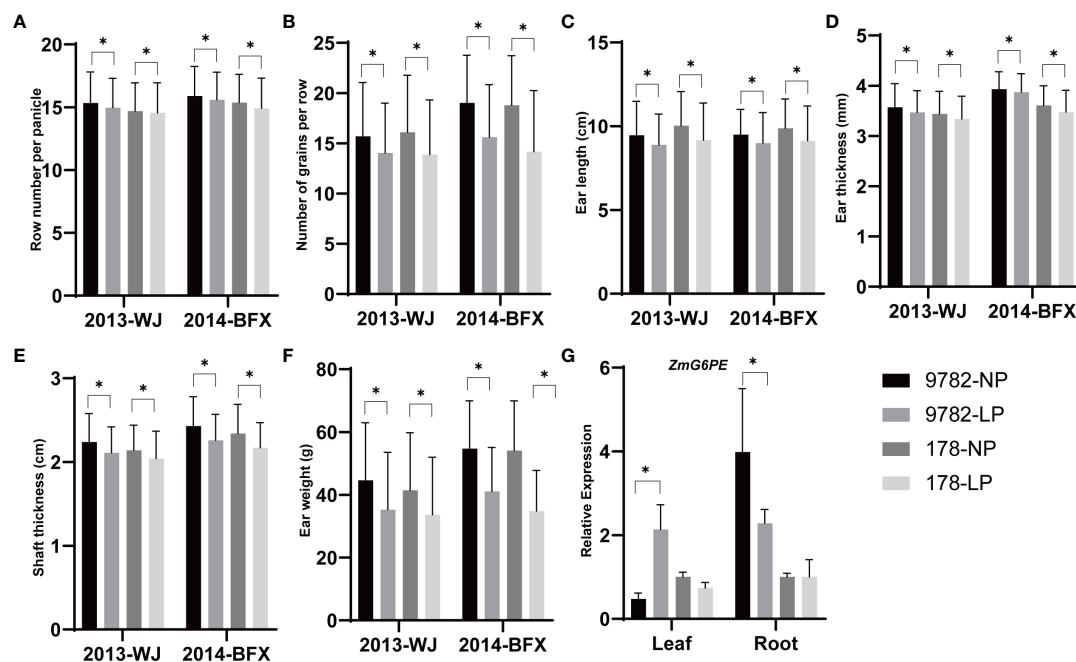 A
Row number per panicle
20
15
10
5
0
*
*
*
*
2013-WJ
2014-BFX
B
Number of grains per row
25
20
15
10
5
0
*
*
*
*
2013-WJ
2014-BFX
C
Ear length (cm)
15
10
5
0
*
*
*
*
2013-WJ
2014-BFX
D
Ear thickness (mm)
5
4
3
2
1
0
*
*
*
*
2013-WJ
2014-BFX
E
Shaft thickness (cm)
3
2
1
0
*
*
*
*
2013-WJ
2014-BFX
F
Ear weight (g)
80
60
40
20
0
*
*
*
*
2013-WJ
2014-BFX
G
ZmG6PE
Relative Expression
6
4
2
0
*
*
Leaf
Root
9782-NP
9782-LP
178-NP
178-LP